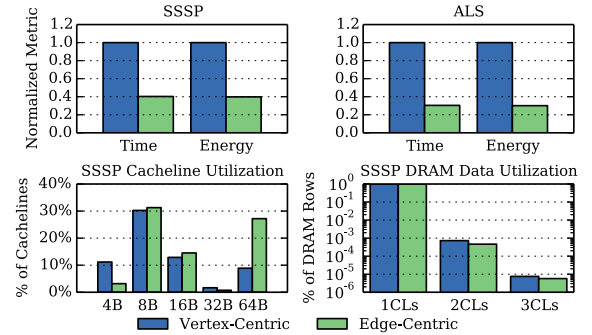 SSSP
ALS
Normalized Metric
1.2
1.0
0.8
0.6
0.4
0.2
0.0
Time Energy
1.2
1.0
0.8
0.6
0.4
0.2
0.0
Time Energy
SSSP Cacheline Utilization
SSSP DRAM Data Utilization
% of Cachelines
40%
30%
20%
10%
0%
4B 8B 16B 32B 64B
% of DRAM Rows
10^0
10^-1
10^-2
10^-3
10^-4
10^-5
10^-6
1CLs 2CLs 3CLs
Vertex-Centric Edge-Centric